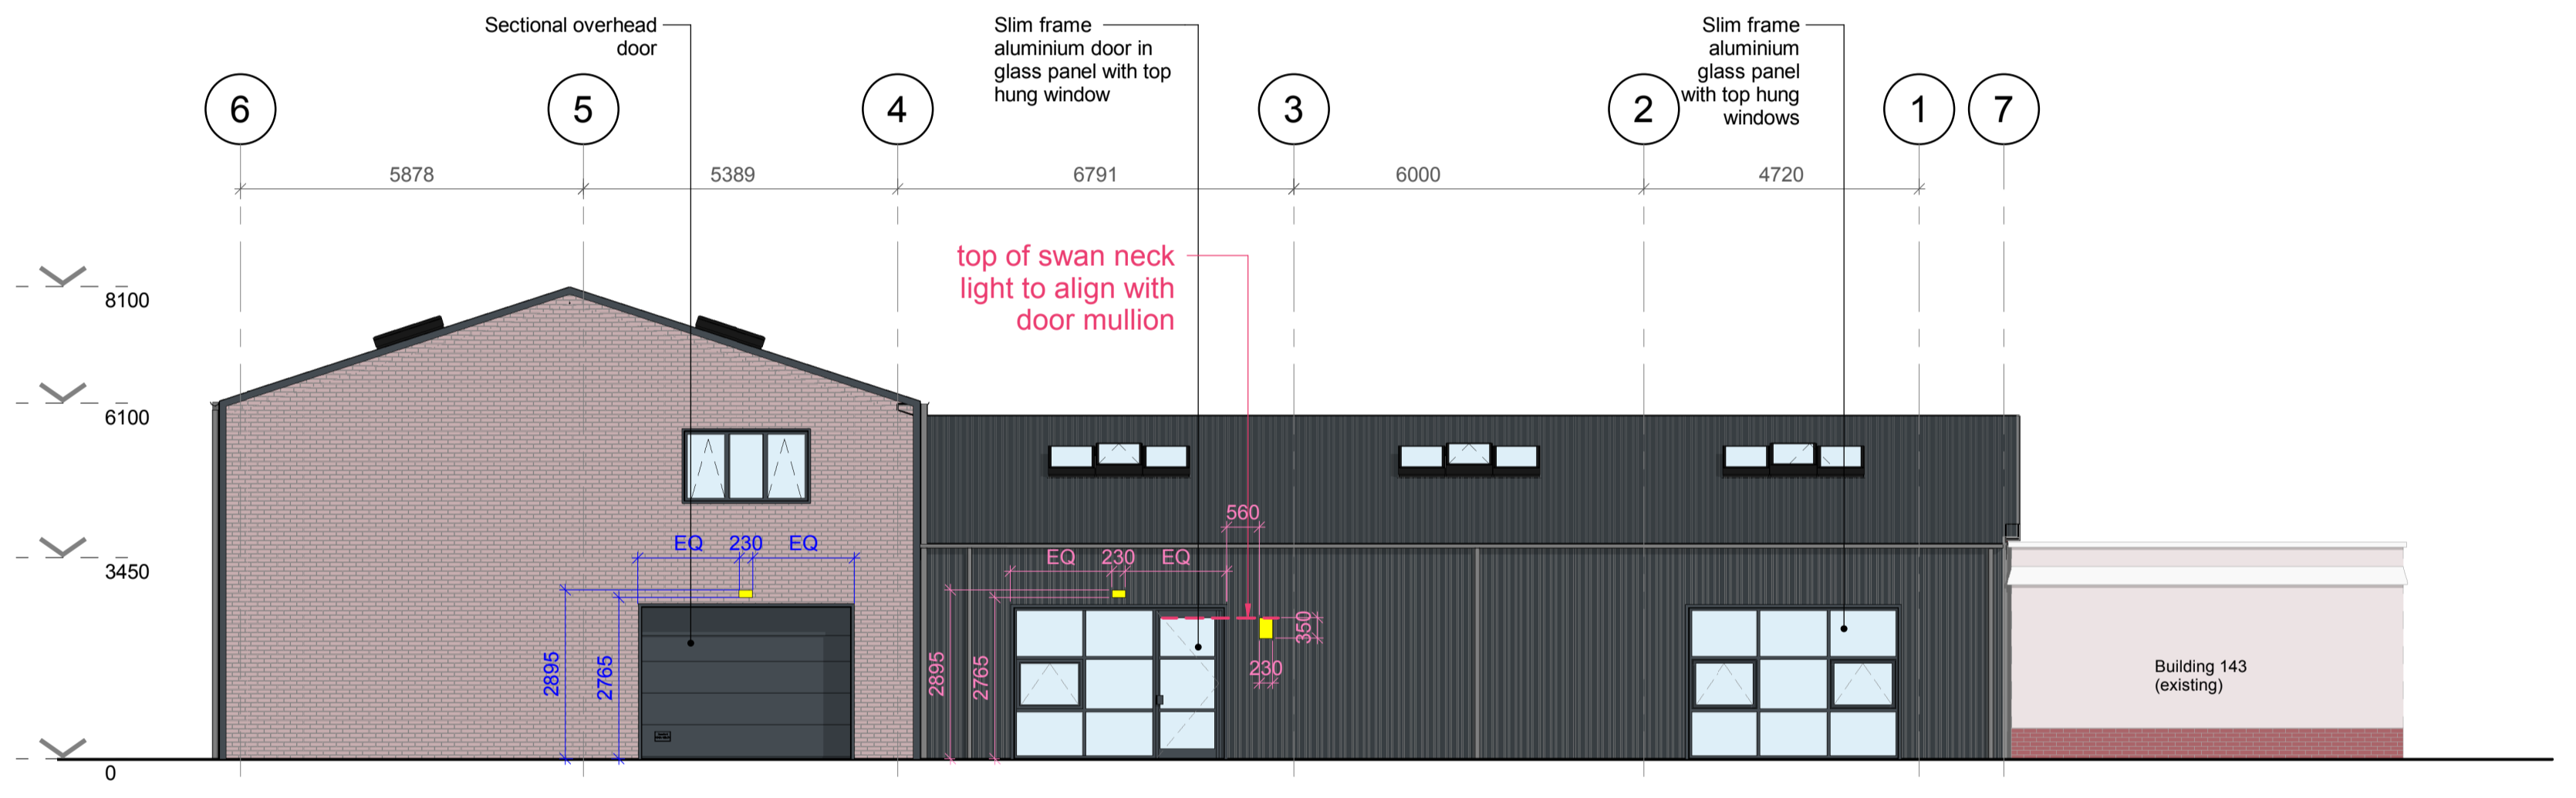 Sectional overhead
door
Slim frame
aluminium door in
glass panel with top
hung window
Slim frame
aluminium
glass panel
with top hung
windows
6
5
4
3
2
1
7
5878
5389
6791
6000
4720
top of swan neck
light to align with
door mullion
8100
6100
3450
0
EQ
230
EQ
2895
2765
EQ
230
EQ
560
2895
2765
350
230
Building 143
(existing)